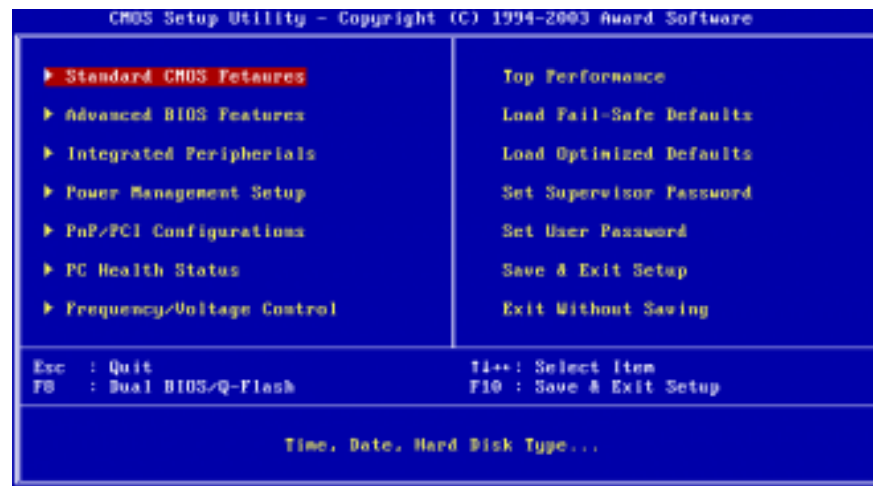 CMOS Setup Utility - Copyright (C) 1994-2003 Award Software
Standard CMOS Fetaures
Advanced BIOS Features
Integrated Peripherials
Power Management Setup
PnP/PCI Configurations
PC Health Status
Frequency/Voltage Control
Top Performance
Load Fail-Safe Defaults
Load Optimized Defaults
Set Supervisor Password
Set User Password
Save & Exit Setup
Exit Without Saving
Esc : Quit
F8 : Dual BIOS/Q-Flash
↑↓→←: Select Item
F10 : Save & Exit Setup
Time, Date, Hard Disk Type...